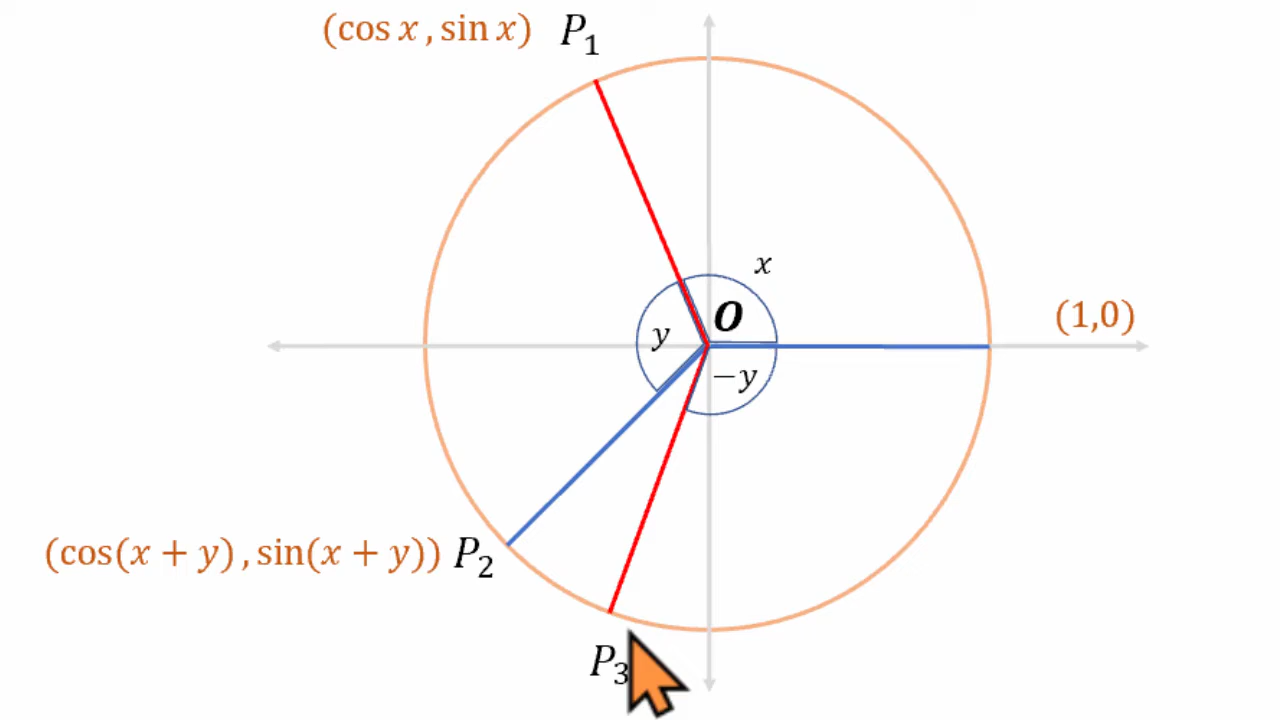 (cos x , sin x) P₁
x
O
(1,0)
y
−y
(cos(x + y) , sin(x + y)) P₂
P₃